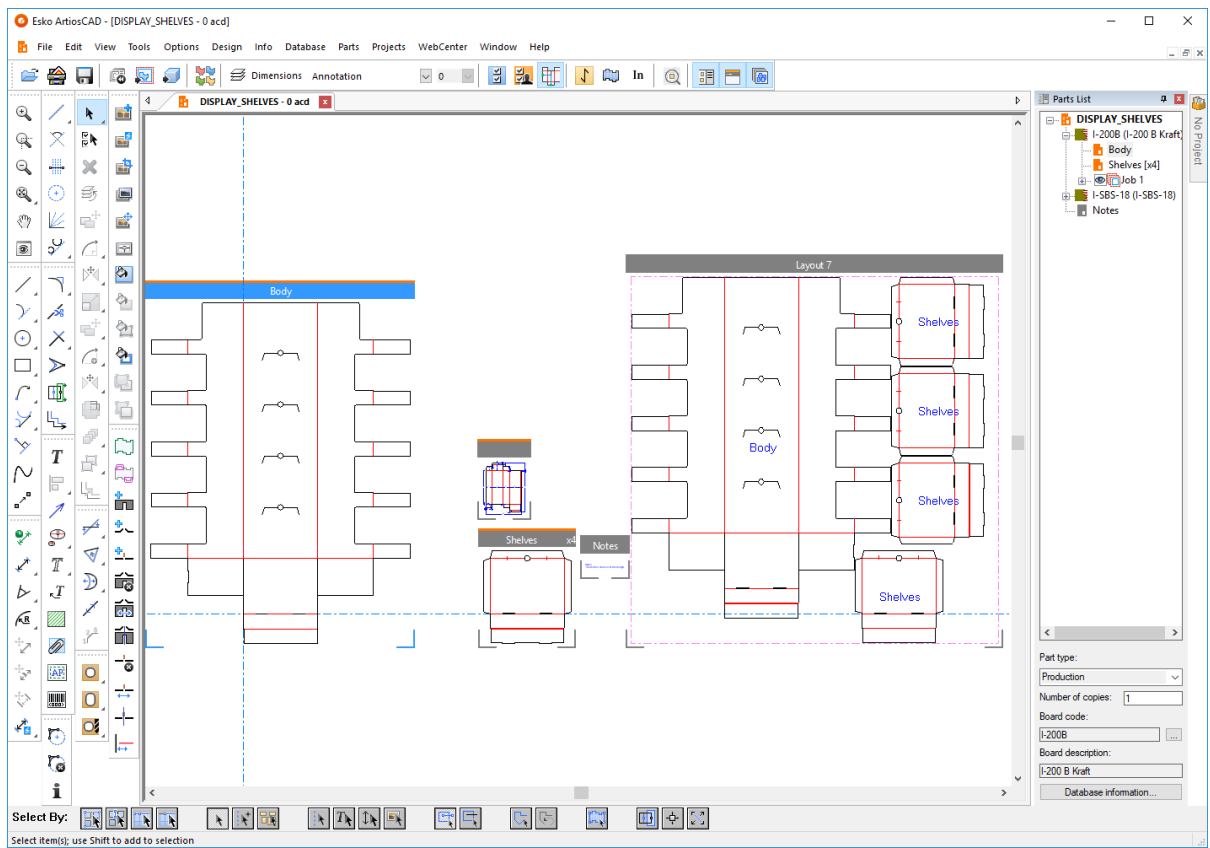 Esko ArtiosCAD - [DISPLAY_SHELVES - 0 acd]
File Edit View Tools Options Design Info Database Parts Projects WebCenter Window Help
Dimensions Annotation 0 In
DISPLAY_SHELVES - 0 acd
Parts List
No Project
DISPLAY_SHELVES
I-200B (I-200 B Kraft)
Body
Shelves [x4]
Job 1
I-SBS-18 (I-SBS-18)
Notes
Layout 7
Body
Shelves
Shelves
Body
Shelves
Shelves x4
Notes
Shelves
Part type:
Production
Number of copies: 1
Board code:
I-200B ...
Board description:
I-200 B Kraft
Database information...
Select By:
Select item(s); use Shift to add to selection